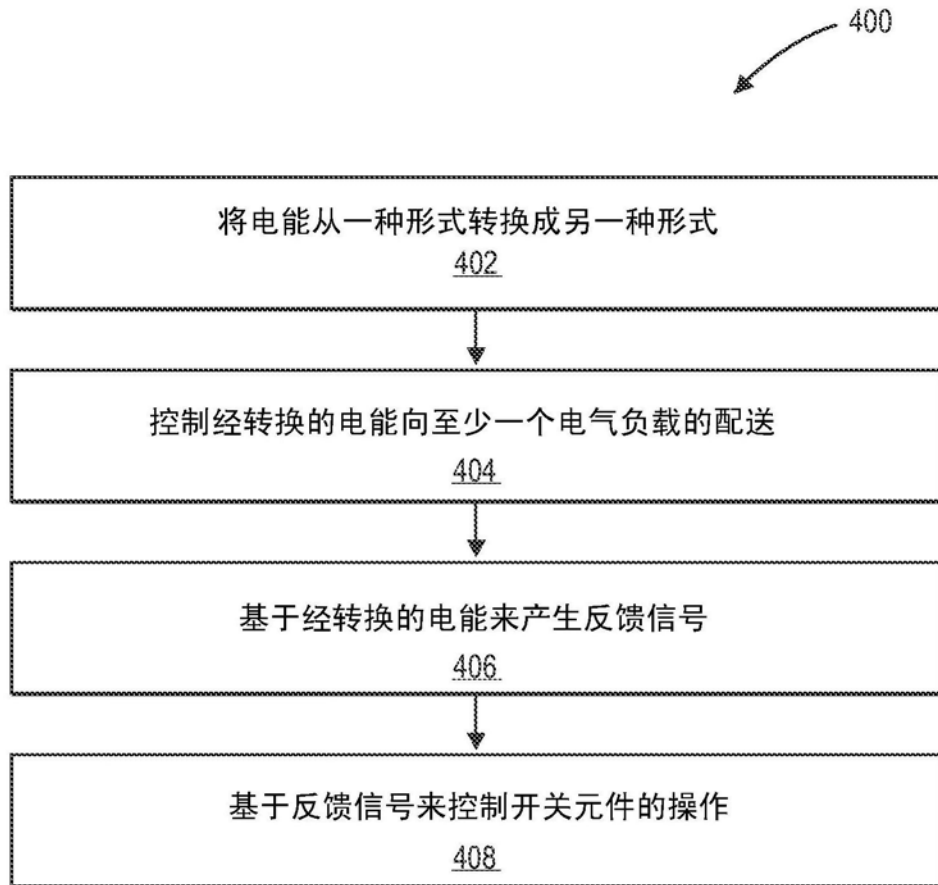 400
将电能从一种形式转换成另一种形式
402
控制经转换的电能向至少一个电气负载的配送
404
基于经转换的电能来产生反馈信号
406
基于反馈信号来控制开关元件的操作
408